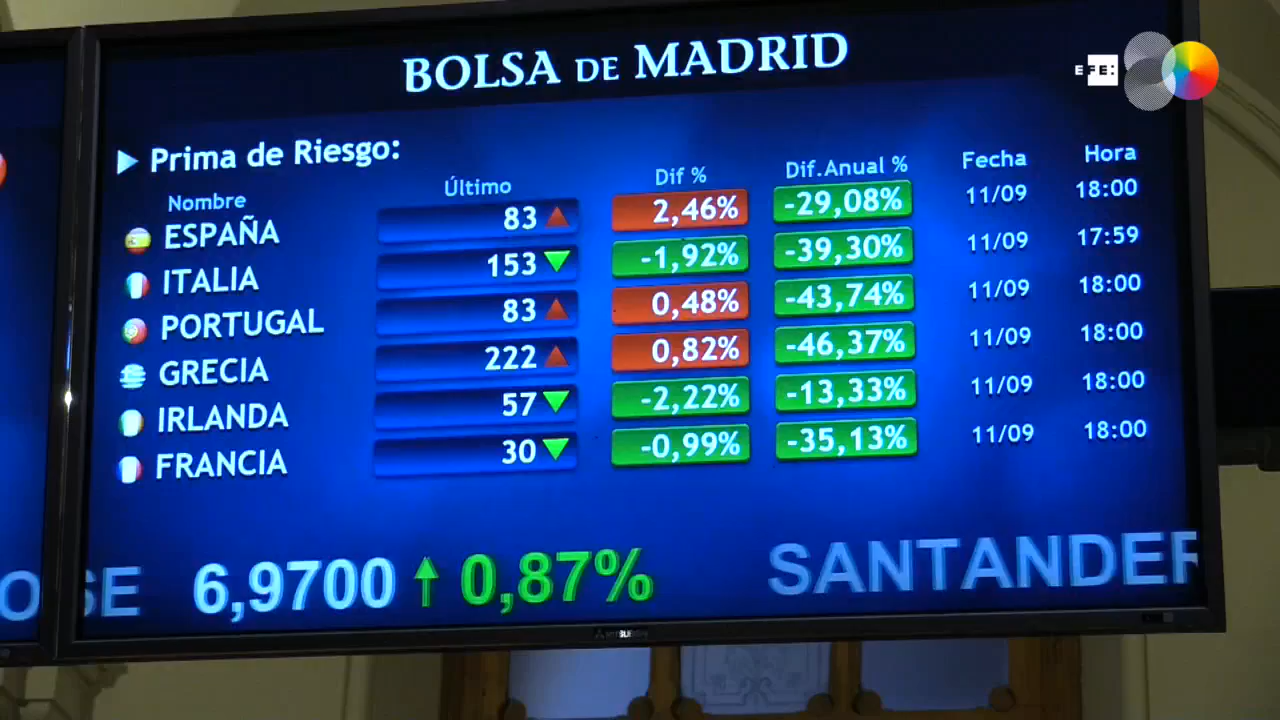 BOLSA DE MADRID
EFE:
Prima de Riesgo:
Nombre Último Dif % Dif.Anual % Fecha Hora
ESPAÑA 83 2,46% -29,08% 11/09 18:00
ITALIA 153 -1,92% -39,30% 11/09 17:59
PORTUGAL 83 0,48% -43,74% 11/09 18:00
GRECIA 222 0,82% -46,37% 11/09 18:00
IRLANDA 57 -2,22% -13,33% 11/09 18:00
FRANCIA 30 -0,99% -35,13% 11/09 18:00
OSE 6,9700 0,87% SANTANDER